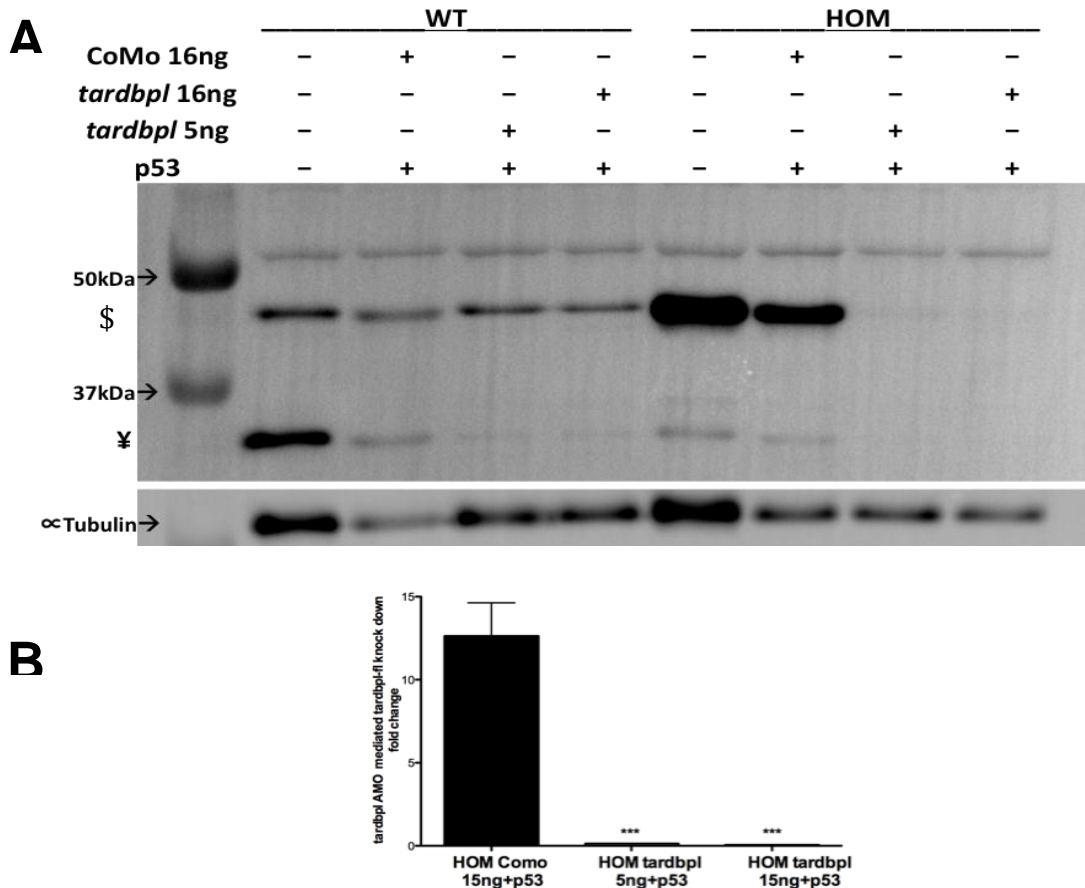 A
WT HOM
CoMo 16ng – + – – – + – –
tardbpl 16ng – – – + – – – +
tardbpl 5ng – – + – – – + –
p53 – + + + – + + +
50kDa→
$
37kDa→
¥
∝Tubulin→
B
tardbpl AMO mediated tardbpl-fl knock down
fold change
15
10
5
0
*** ***
HOM Como HOM tardbpl HOM tardbpl
15ng+p53 5ng+p53 15ng+p53